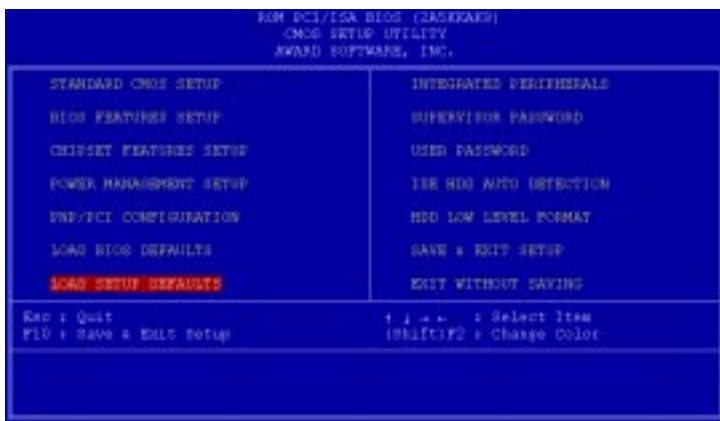 ROM PCI/ISA BIOS (2A5KKAK9)
CMOS SETUP UTILITY
AWARD SOFTWARE, INC.
STANDARD CMOS SETUP
BIOS FEATURES SETUP
CHIPSET FEATURES SETUP
POWER MANAGEMENT SETUP
PNP/PCI CONFIGURATION
LOAD BIOS DEFAULTS
LOAD SETUP DEFAULTS
INTEGRATED PERIPHERALS
SUPERVISOR PASSWORD
USER PASSWORD
IDE HDD AUTO DETECTION
HDD LOW LEVEL FORMAT
SAVE & EXIT SETUP
EXIT WITHOUT SAVING
Esc : Quit
F10 : Save & Exit Setup
↑ ↓ → ← : Select Item
(Shift)F2 : Change Color